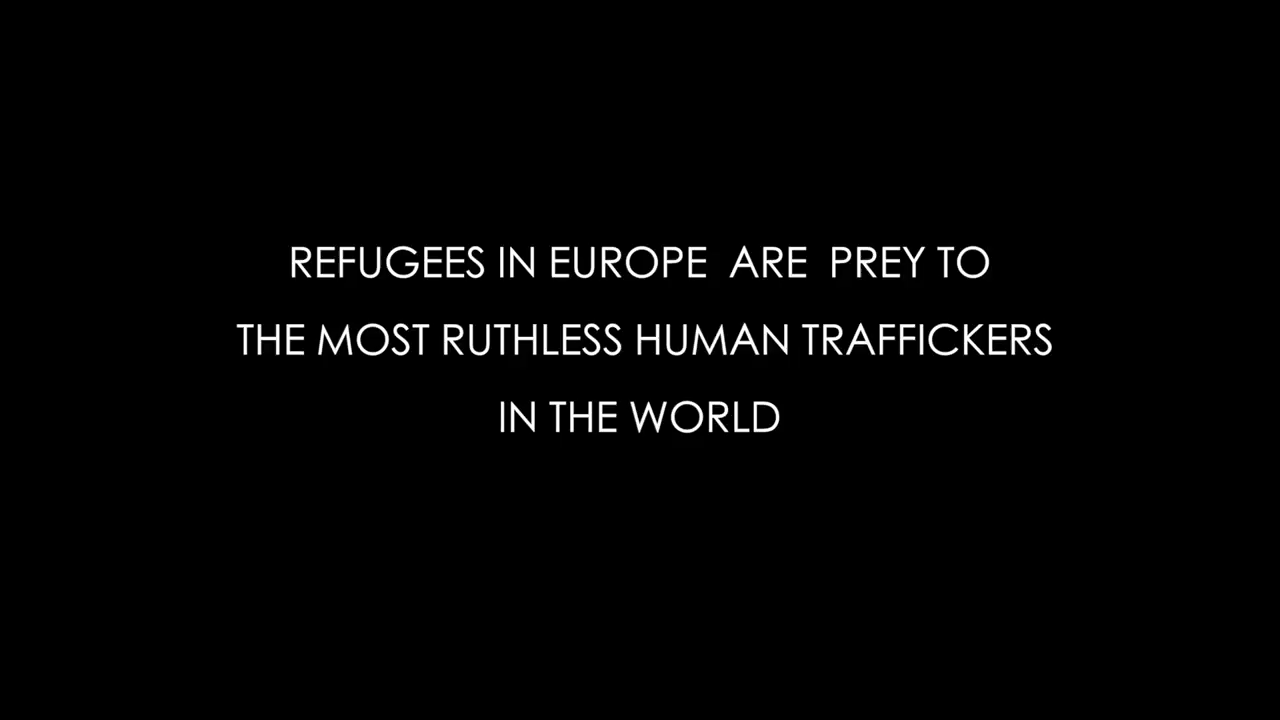 REFUGEES IN EUROPE ARE PREY TO
THE MOST RUTHLESS HUMAN TRAFFICKERS
IN THE WORLD